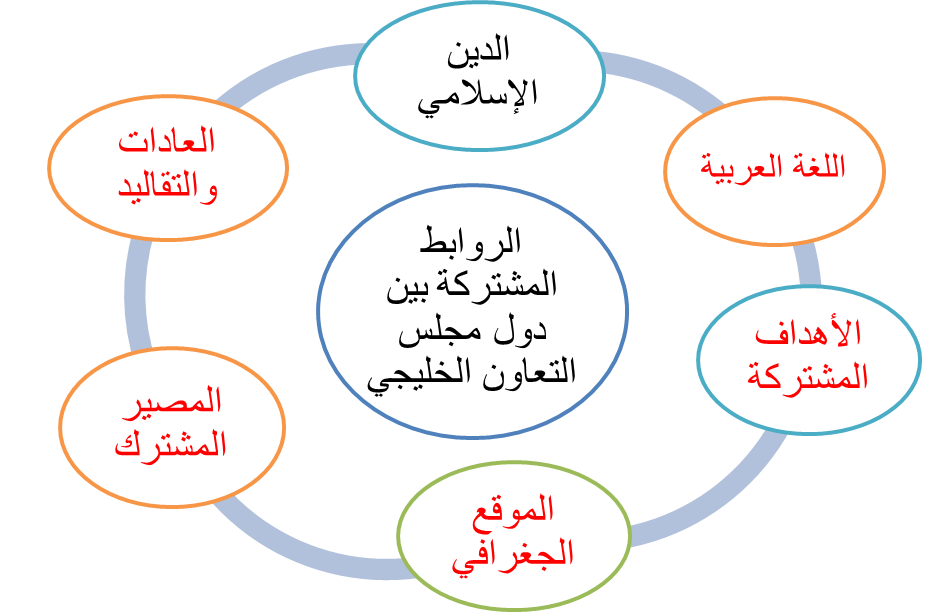 الدين
الإسلامي
اللغة العربية
الأهداف
المشتركة
الموقع
الجغرافي
المصير
المشترك
العادات
والتقاليد
الروابط
المشتركة بين
دول مجلس
التعاون الخليجي